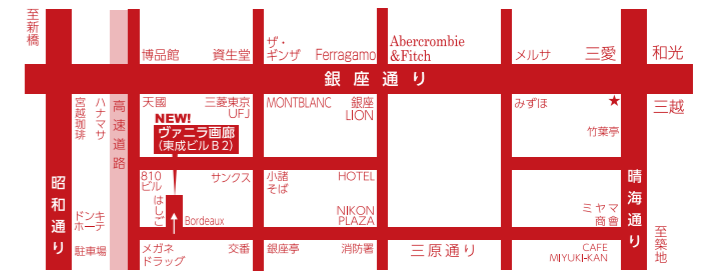 至新橋
博品館
資生堂
ザ・
ギンザ
Ferragamo
Abercrombie
&Fitch
メルサ
三愛
和光
銀座通り
宮越珈琲
ハナマサ
高速道路
天國
三菱東京
UFJ
MONTBLANC
銀座
LION
みずほ
★
三越
NEW!
ヴァニラ画廊
(東成ビルB2)
竹葉亭
昭和通り
810
ビル
はしご
サンクス
小諸
そば
HOTEL
晴海通り
ドンキ
ホーテ
Bordeaux
NIKON
PLAZA
ミヤマ
商會
至築地
駐車場
メガネ
ドラッグ
交番
銀座亭
消防署
三原通り
CAFE
MIYUKI-KAN